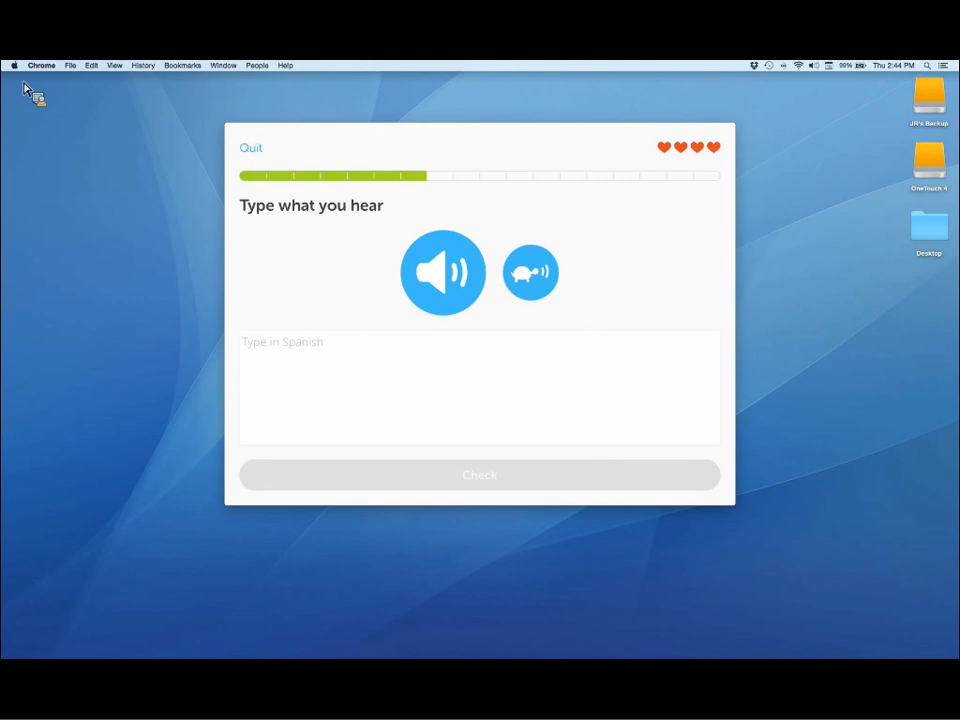 Chrome File Edit View History Bookmarks Window People Help 99% Thu 2:44 PM
JR's Backup
OneTouch 4
Desktop
Quit
Type what you hear
Type in Spanish
Check